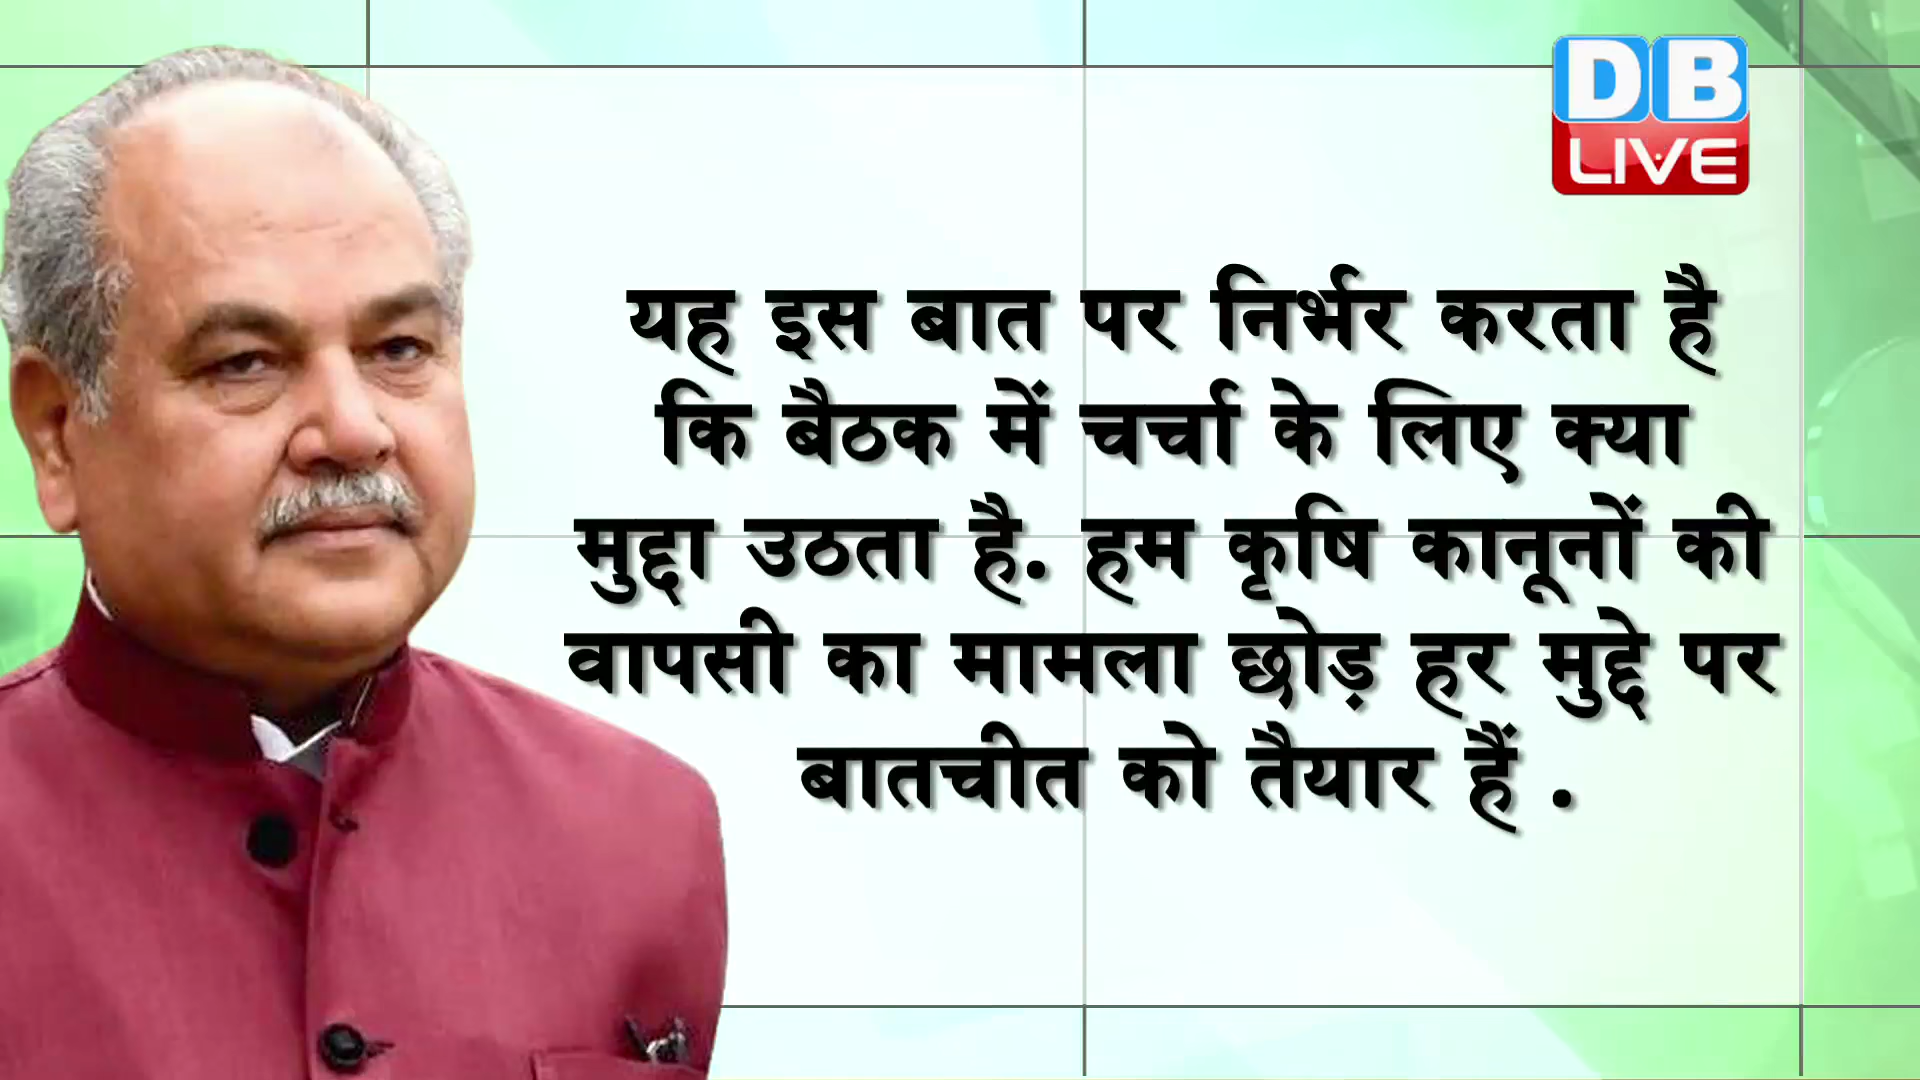 DB
LIVE
यह इस बात पर निर्भर करता है
कि बैठक में चर्चा के लिए क्या
मुद्दा उठता है. हम कृषि कानूनों की
वापसी का मामला छोड़ हर मुद्दे पर
बातचीत को तैयार हैं .